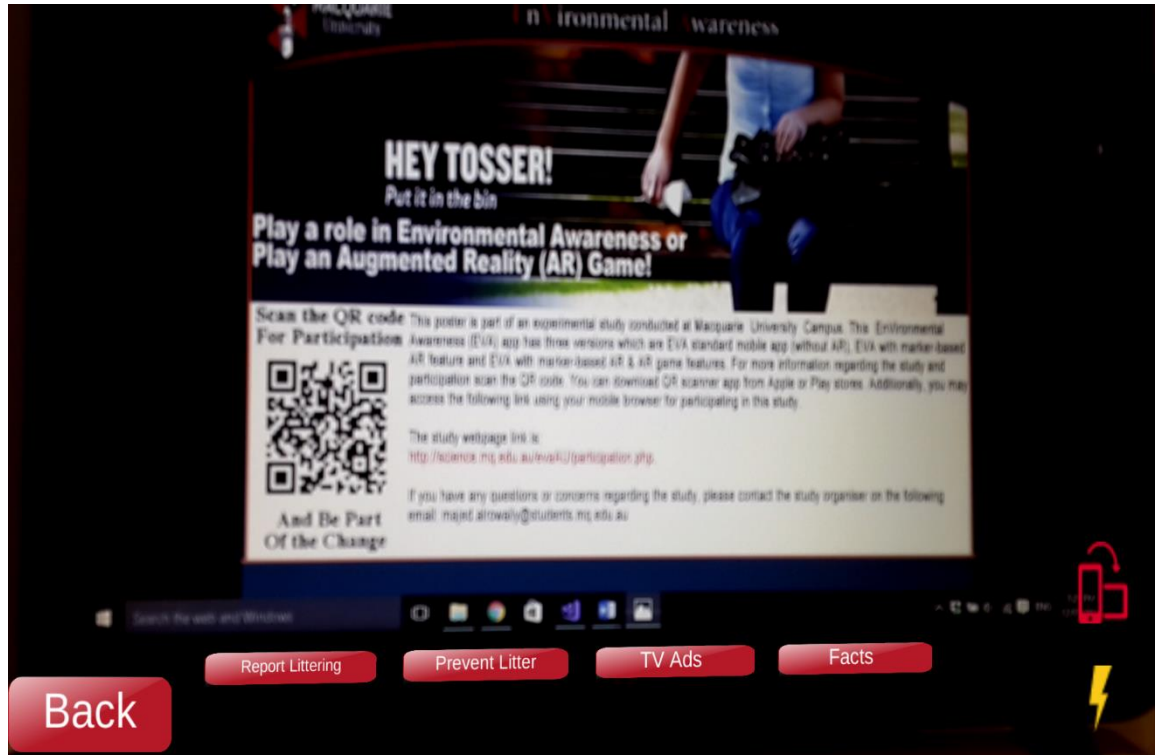 MACQUARIE
University
EnVironmental Awareness
HEY TOSSER!
Put it in the bin
Play a role in Environmental Awareness or
Play an Augmented Reality (AR) Game!
Scan the QR code
For Participation
This poster is part of an experimental study conducted at Macquarie University Campus. This EnVironmental
Awareness (EVA) app has three versions which are EVA standard mobile app (without AR), EVA with marker-based
AR feature and EVA with marker-based AR & AR game features. For more information regarding the study and
participation scan the QR code. You can download QR scanner app from Apple or Play stores. Additionally, you may
access the following link using your mobile browser for participating in this study.
The study webpage link is:
If you have any questions or concerns regarding the study, please contact the study organiser on the following
email: majed.alrowaily@students.mq.edu.au
And Be Part
Of the Change
Search the web and Windows
Report Littering
Prevent Litter
TV Ads
Facts
Back